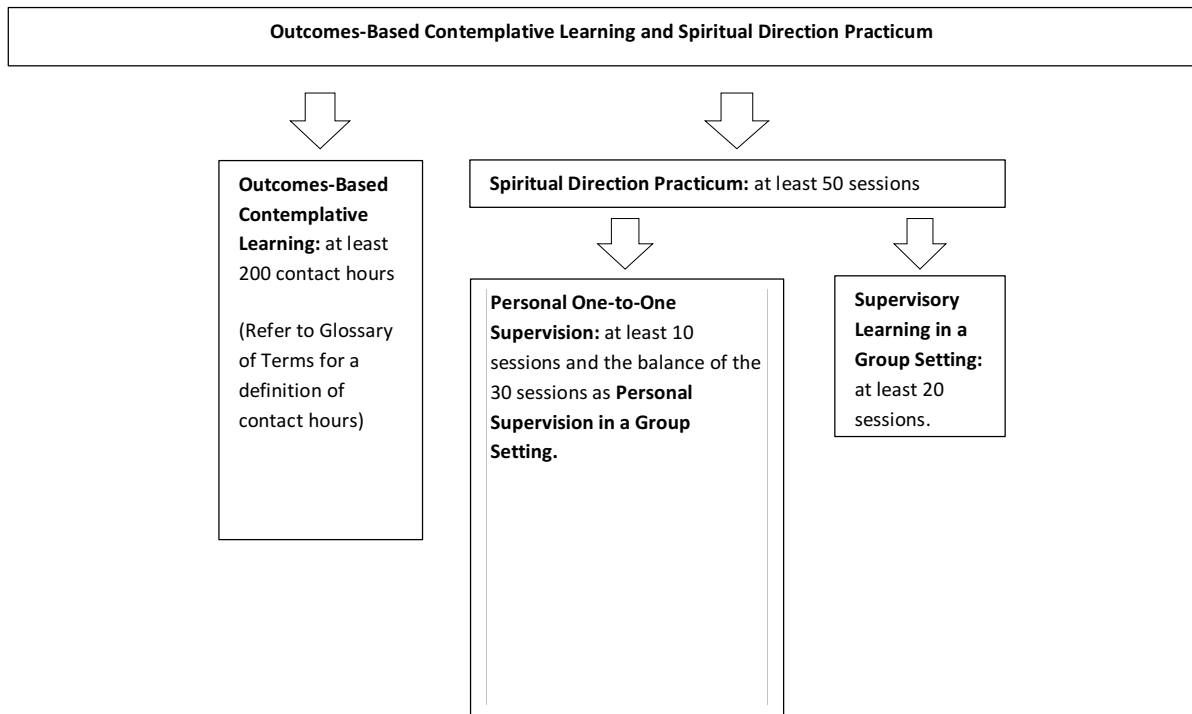 Outcomes-Based Contemplative Learning and Spiritual Direction Practicum
Outcomes-Based
Contemplative
Learning: at least
200 contact hours
(Refer to Glossary
of Terms for a
definition of
contact hours)
Spiritual Direction Practicum: at least 50 sessions
Personal One-to-One
Supervision: at least 10
sessions and the balance of the
30 sessions as Personal
Supervision in a Group
Setting.
Supervisory
Learning in a
Group Setting:
at least 20
sessions.